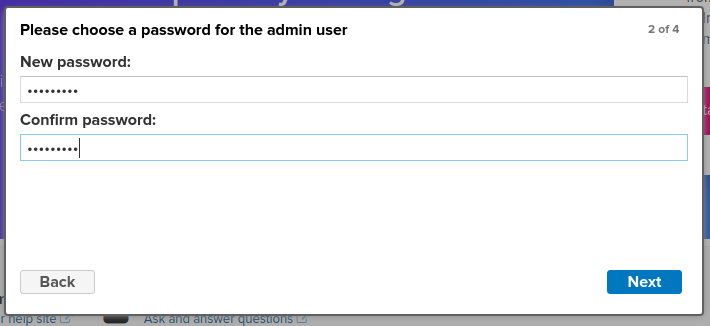 Please choose a password for the admin user
2 of 4
New password:
•••••••••
Confirm password:
•••••••••
Back
Next
r help site
Ask and answer questions